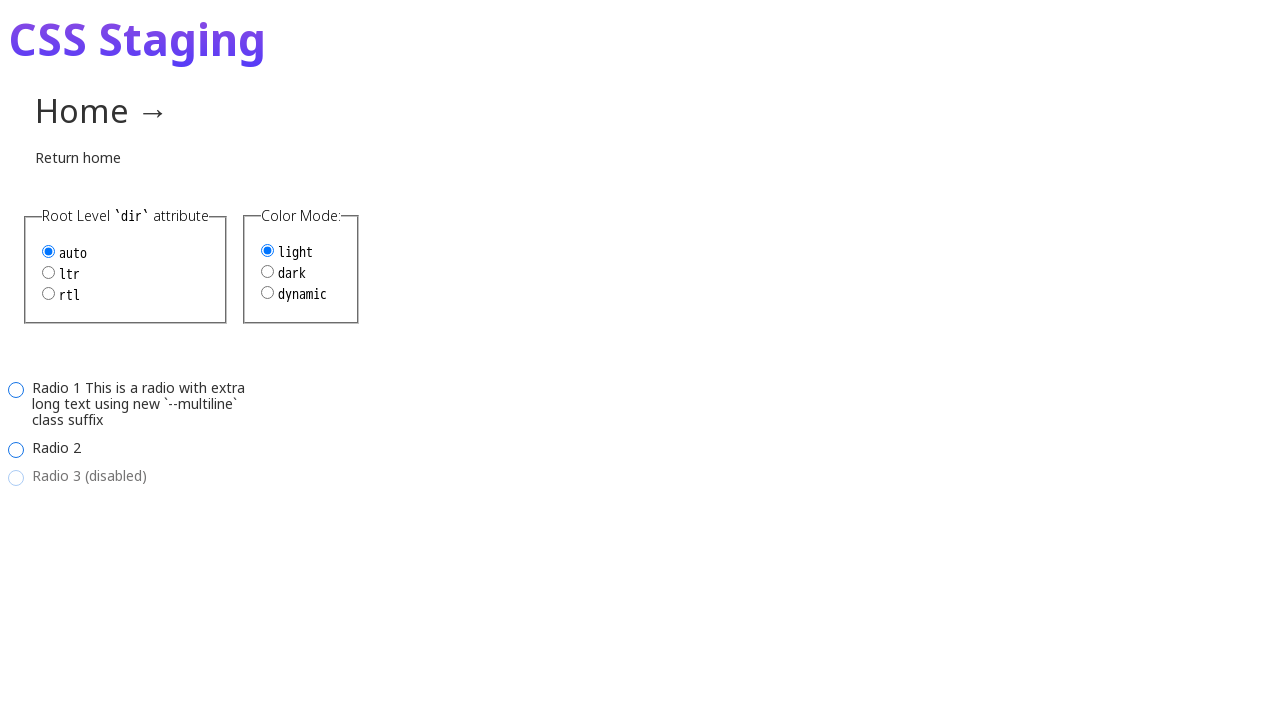 CSS Staging
Home →
Return home
Root Level `dir` attribute
auto
ltr
rtl
Color Mode:
light
dark
dynamic
Radio 1 This is a radio with extra
long text using new `--multiline`
class suffix
Radio 2
Radio 3 (disabled)